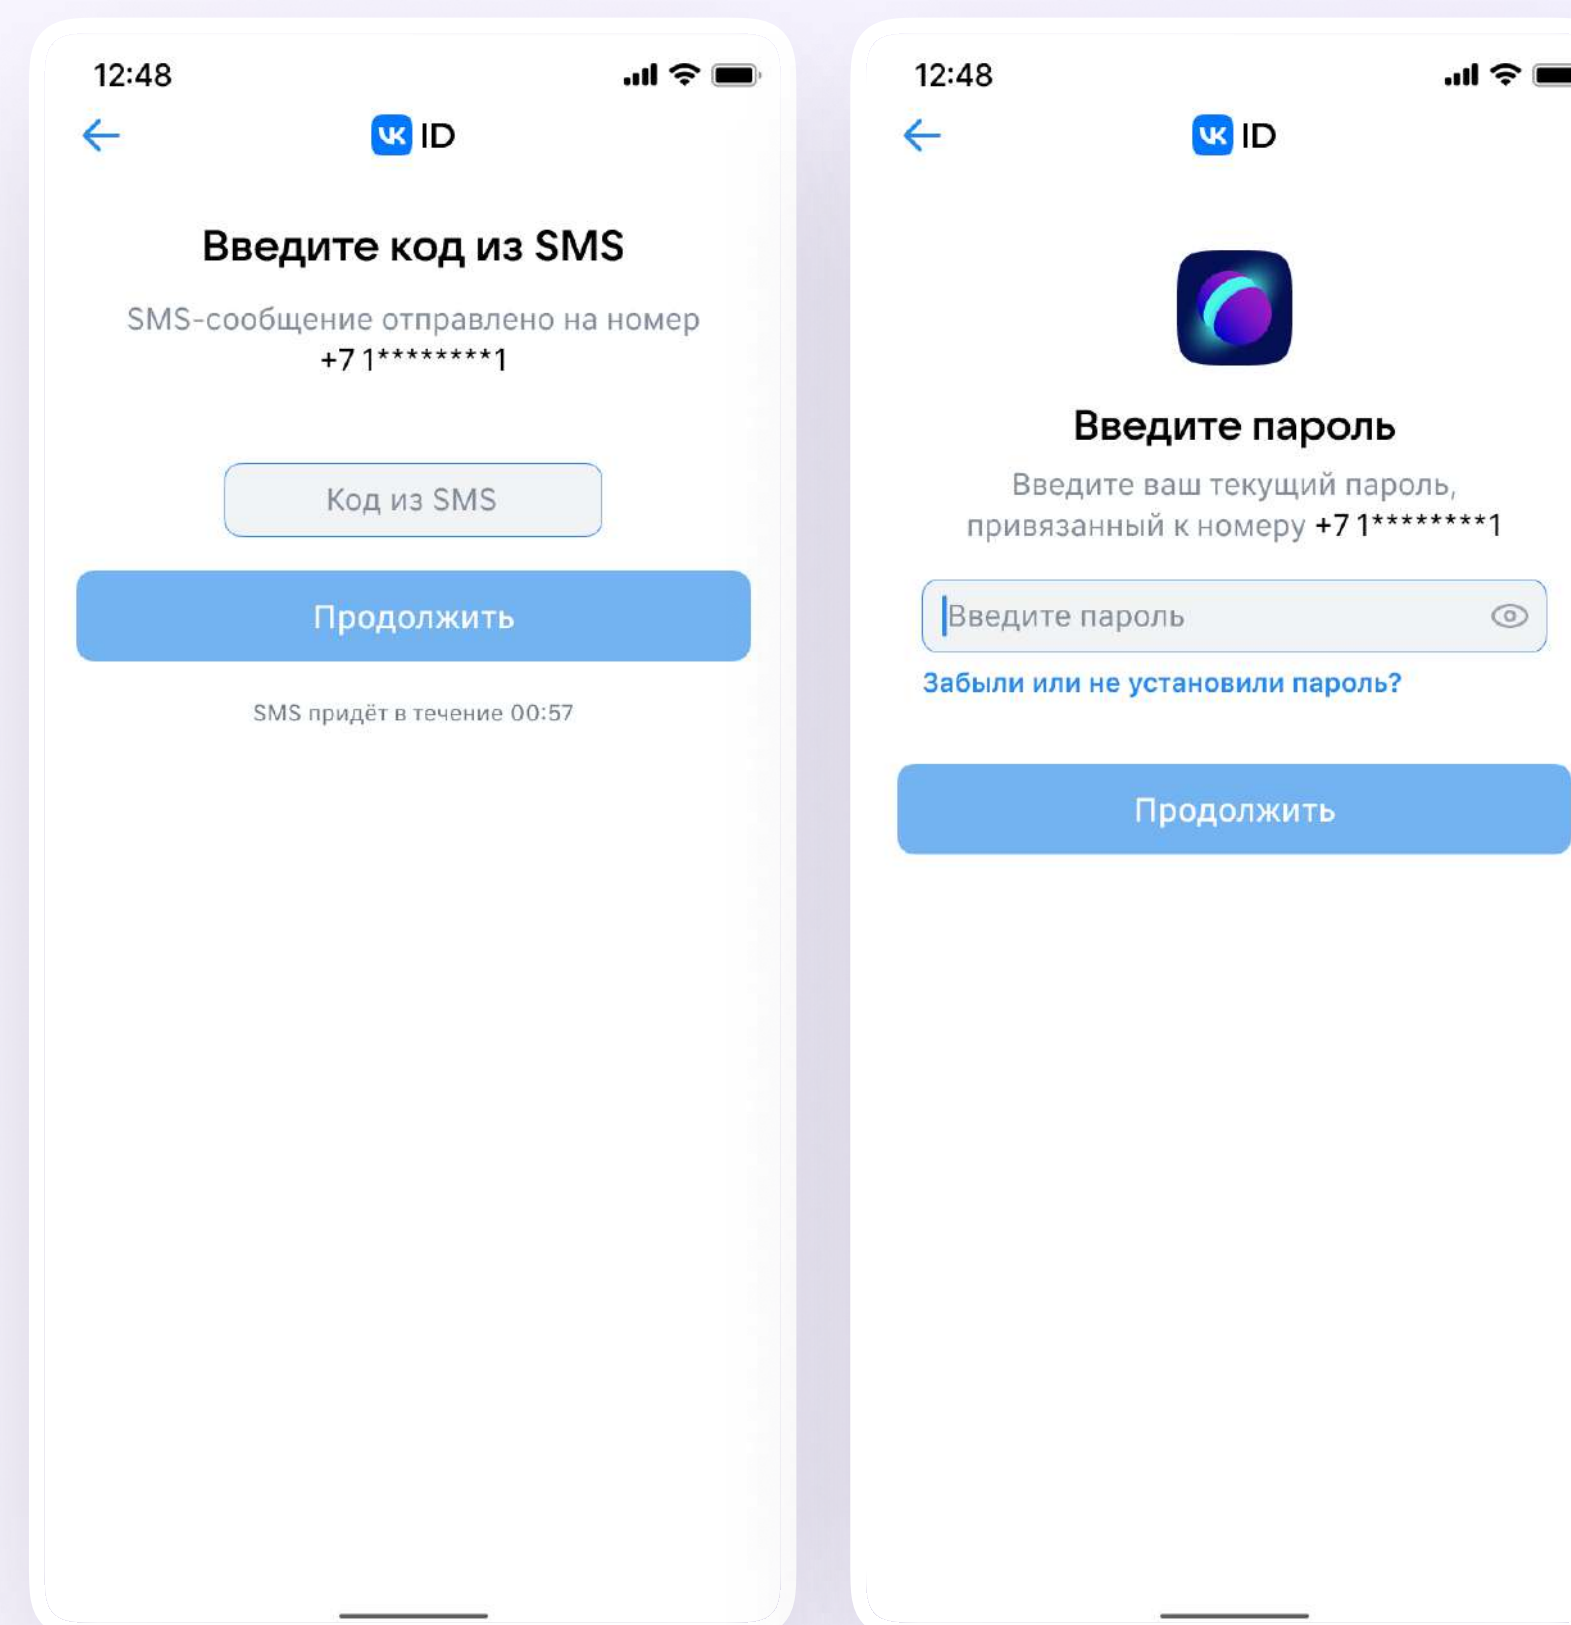 12:48
VK ID
Введите код из SMS
SMS-сообщение отправлено на номер
+7 1********1
Код из SMS
Продолжить
SMS придёт в течение 00:57
12:48
VK ID
Введите пароль
Введите ваш текущий пароль,
привязанный к номеру +7 1********1
Введите пароль
Забыли или не установили пароль?
Продолжить